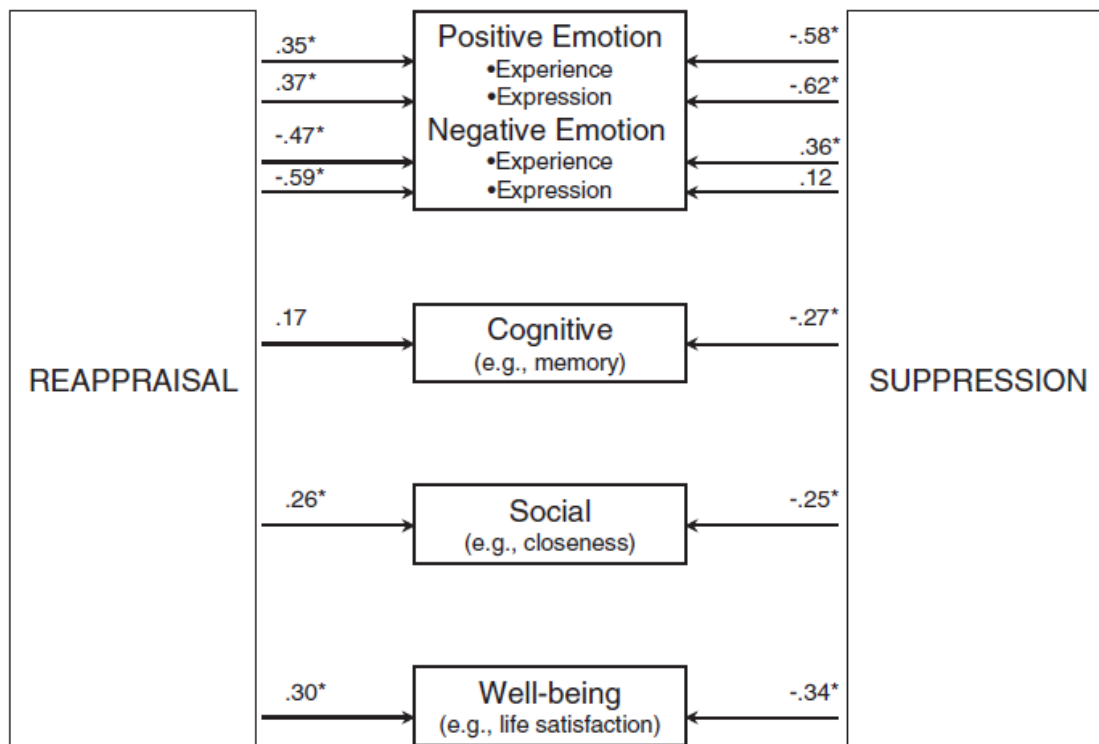 .35* Positive Emotion -.58*
•Experience
.37* •Expression -.62*
-.47* Negative Emotion .36*
•Experience
-.59* •Expression .12
.17 Cognitive -.27*
(e.g., memory)
REAPPRAISAL SUPPRESSION
.26* Social -.25*
(e.g., closeness)
.30* Well-being -.34*
(e.g., life satisfaction)